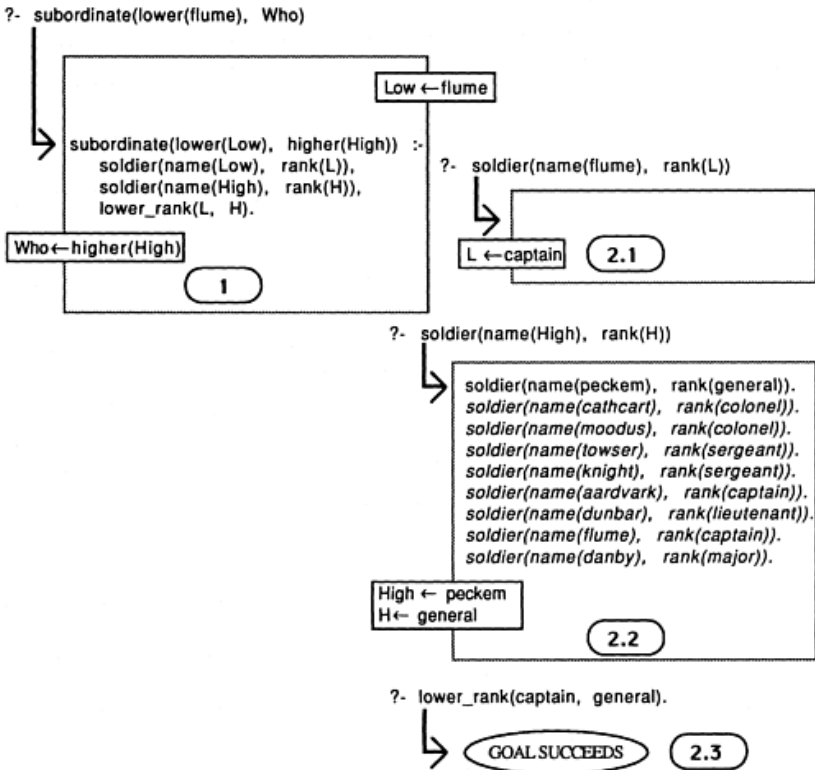 ?- subordinate(lower(flume), Who)
Low ←flume
subordinate(lower(Low), higher(High)) :-
soldier(name(Low), rank(L)),
soldier(name(High), rank(H)),
lower_rank(L, H).
Who←higher(High)
1
?- soldier(name(flume), rank(L))
L ←captain
2.1
?- soldier(name(High), rank(H))
soldier(name(peckem), rank(general)).
soldier(name(cathcart), rank(colonel)).
soldier(name(moodus), rank(colonel)).
soldier(name(towser), rank(sergeant)).
soldier(name(knight), rank(sergeant)).
soldier(name(aardvark), rank(captain)).
soldier(name(dunbar), rank(lieutenant)).
soldier(name(flume), rank(captain)).
soldier(name(danby), rank(major)).
High ← peckem
H← general
2.2
?- lower_rank(captain, general).
GOAL SUCCEEDS
2.3